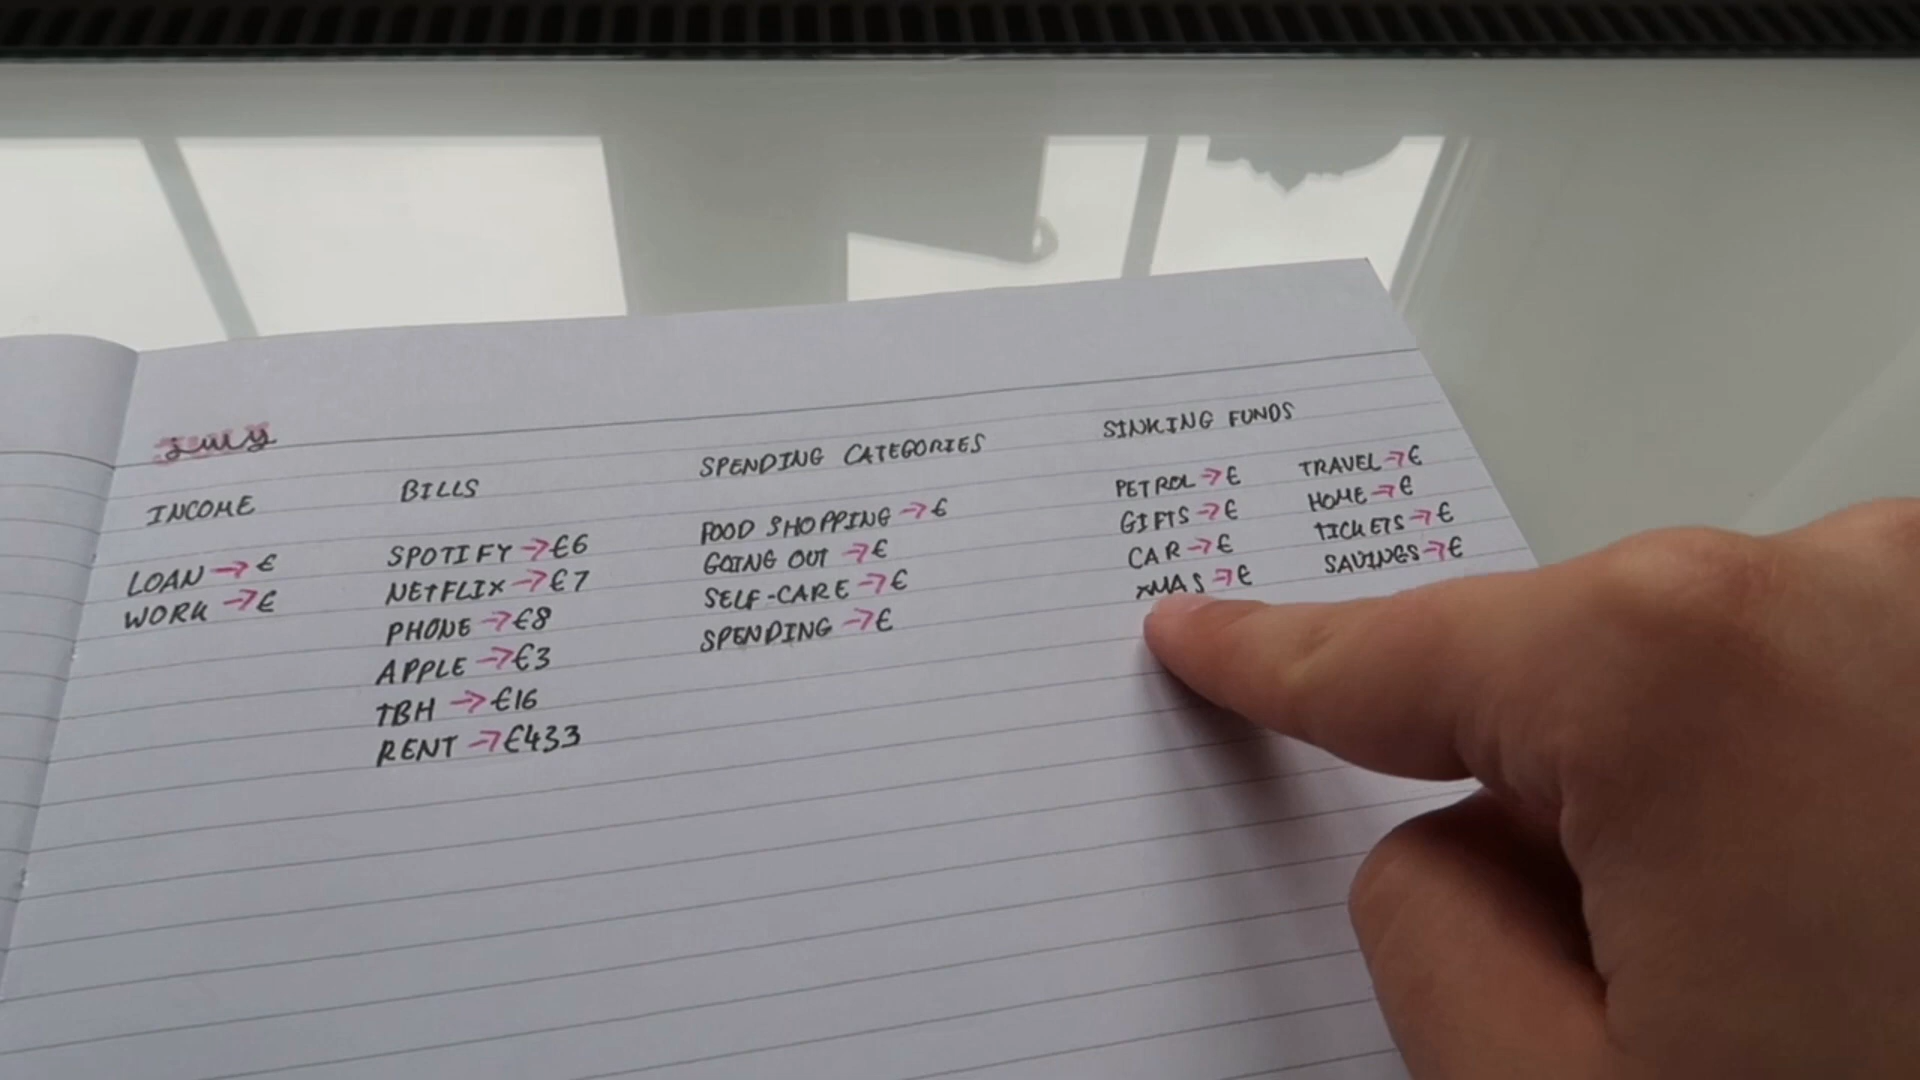 July
INCOME
LOAN → €
WORK → €
BILLS
SPOTIFY → €6
NETFLIX → €7
PHONE → €8
APPLE → €3
TBH → €16
RENT → €433
SPENDING CATEGORIES
FOOD SHOPPING → €
GOING OUT → €
SELF-CARE → €
SPENDING → €
SINKING FUNDS
PETROL → €
GIFTS → €
CAR → €
XMAS → €
TRAVEL → €
HOME → €
TICKETS → €
SAVINGS → €